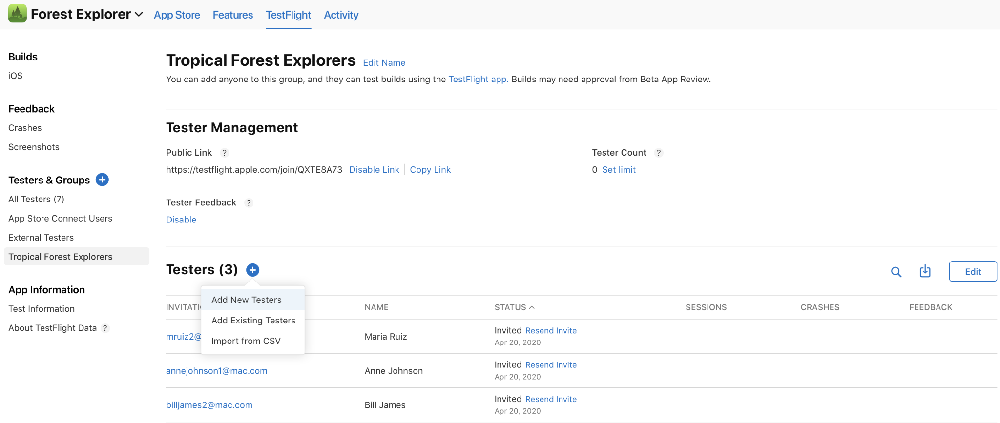 Forest Explorer App Store Features TestFlight Activity
Builds
iOS
Feedback
Crashes
Screenshots
Testers & Groups
All Testers (7)
App Store Connect Users
External Testers
Tropical Forest Explorers
App Information
Test Information
About TestFlight Data ?
Tropical Forest Explorers Edit Name
You can add anyone to this group, and they can test builds using the TestFlight app. Builds may need approval from Beta App Review.
Tester Management
Public Link ?
https://testflight.apple.com/join/QXTE8A73 Disable Link Copy Link
Tester Count ?
0 Set limit
Tester Feedback ?
Disable
Testers (3)
Edit
Add New Testers
Add Existing Testers
Import from CSV
NAME STATUS SESSIONS CRASHES FEEDBACK
mruiz2@ Maria Ruiz Invited Resend Invite
Apr 20, 2020
annejohnson1@mac.com Anne Johnson Invited Resend Invite
Apr 20, 2020
billjames2@mac.com Bill James Invited Resend Invite
Apr 20, 2020